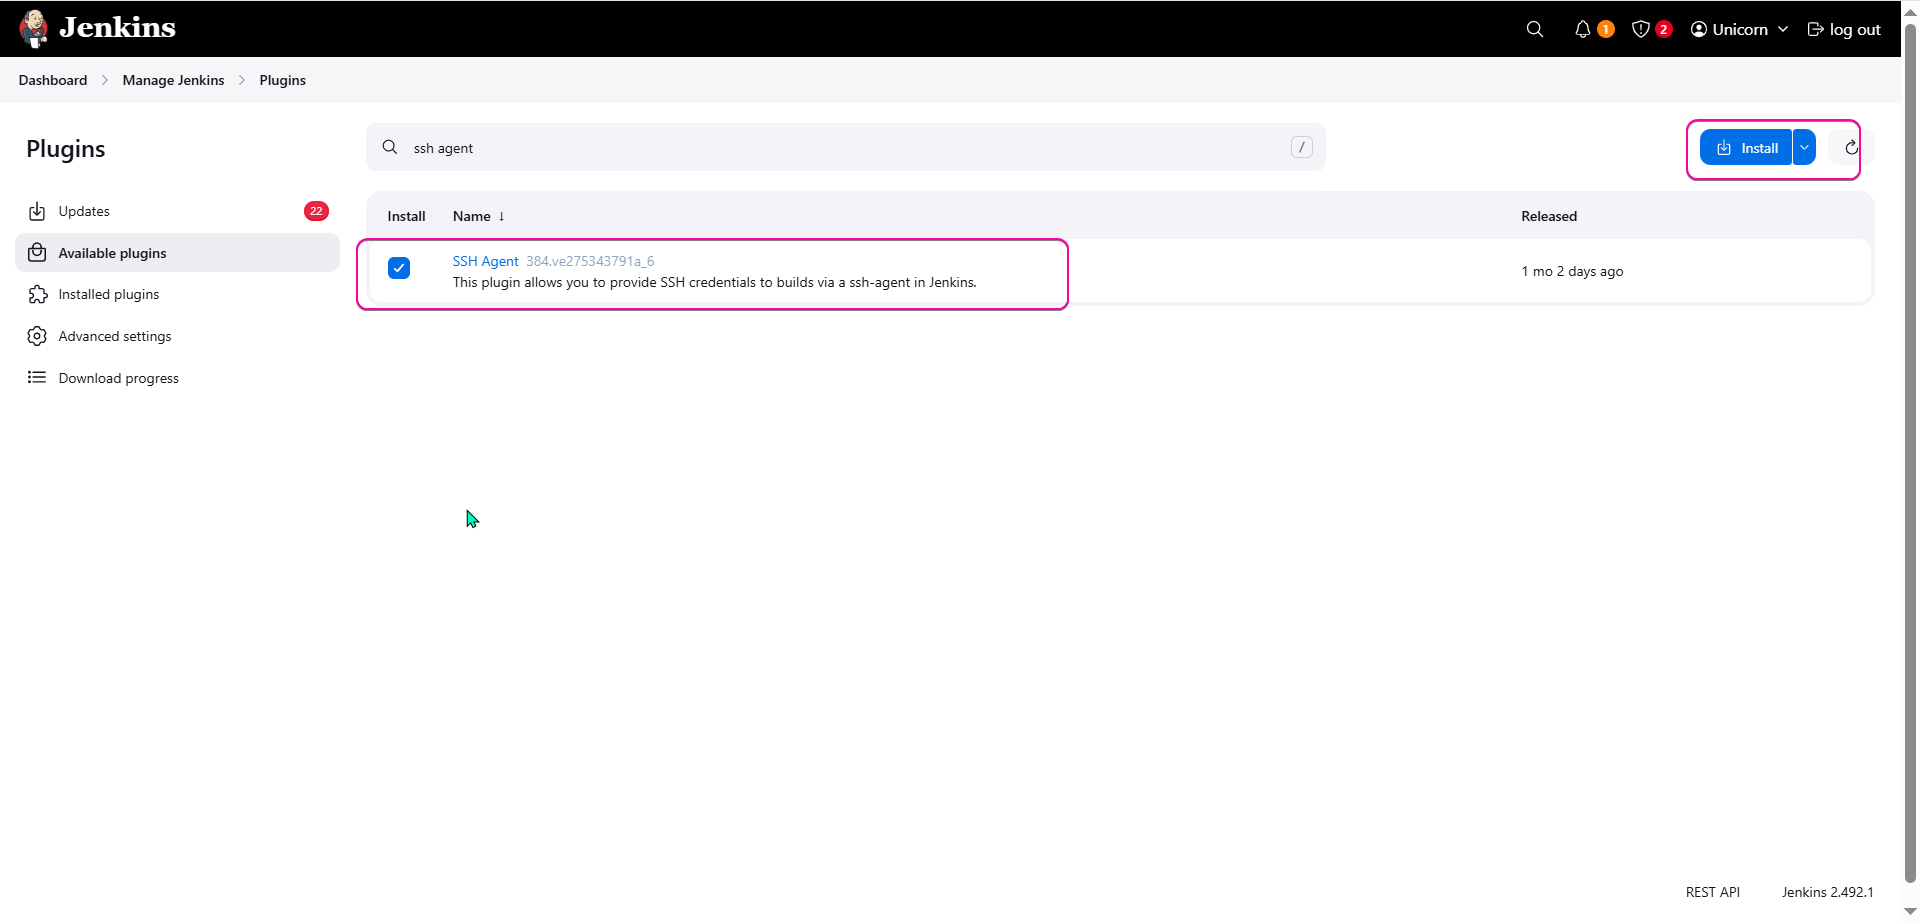 Jenkins
1
2
Unicorn
log out
Dashboard
Manage Jenkins
Plugins
Plugins
ssh agent
/
Install
Updates
22
Available plugins
Installed plugins
Advanced settings
Download progress
Install
Name ↓
Released
SSH Agent 384.ve275343791a_6
This plugin allows you to provide SSH credentials to builds via a ssh-agent in Jenkins.
1 mo 2 days ago
REST API
Jenkins 2.492.1